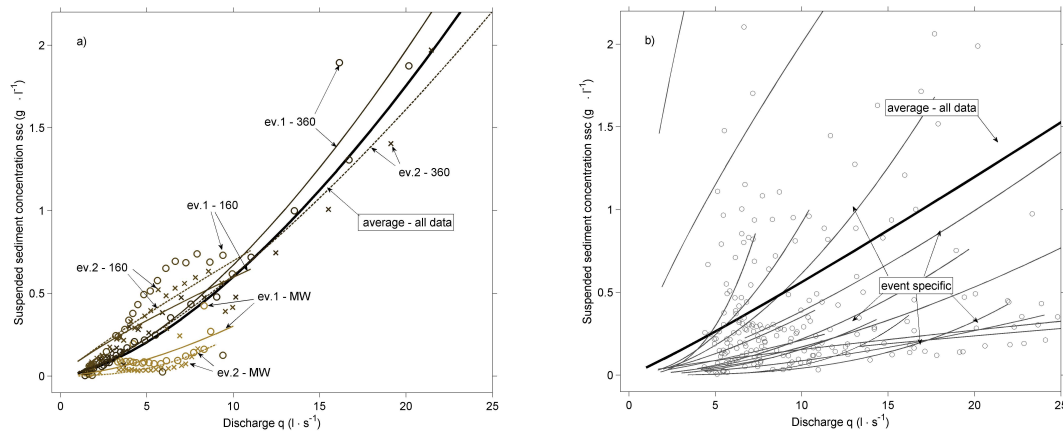 a)
Suspended sediment concentration ssc (g · l⁻¹)
2
1.5
1
0.5
0
ev.1 - 360
ev.2 - 360
ev.1 - 160
average - all data
ev.2 - 160
ev.1 - MW
ev.2 - MW
0
5
10
15
20
25
Discharge q (l · s⁻¹)
b)
Suspended sediment concentration ssc (g · l⁻¹)
2
1.5
1
0.5
0
average - all data
event specific
0
5
10
15
20
25
Discharge q (l · s⁻¹)